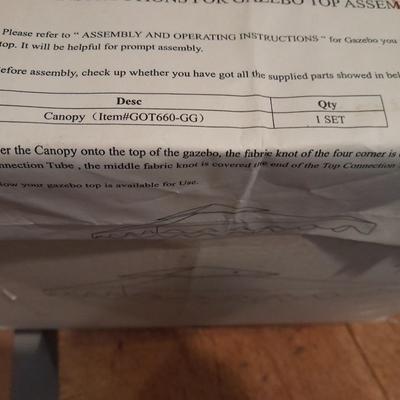 FOR GAZEBO TOP ASSEM
Please refer to " ASSEMBLY AND OPERATING INSTRUCTIONS " for Gazebo you
top. It will be helpful for prompt assembly.
efore assembly, check up whether you have got all the supplied parts showed in bel
Desc Qty
Canopy （Item#GOT660-GG） 1 SET
er the Canopy onto the top of the gazebo, the fabric knot of the four corner is
nnection Tube , the middle fabric knot is covered the end of the Top Connection
Now your gazebo top is available for Use.